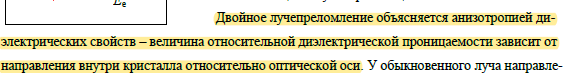 Eₑ
Двойное лучепреломление объясняется анизотропией ди-
электрических свойств – величина относительной диэлектрической проницаемости зависит от
направления внутри кристалла относительно оптической оси. У обыкновенного луча направле-